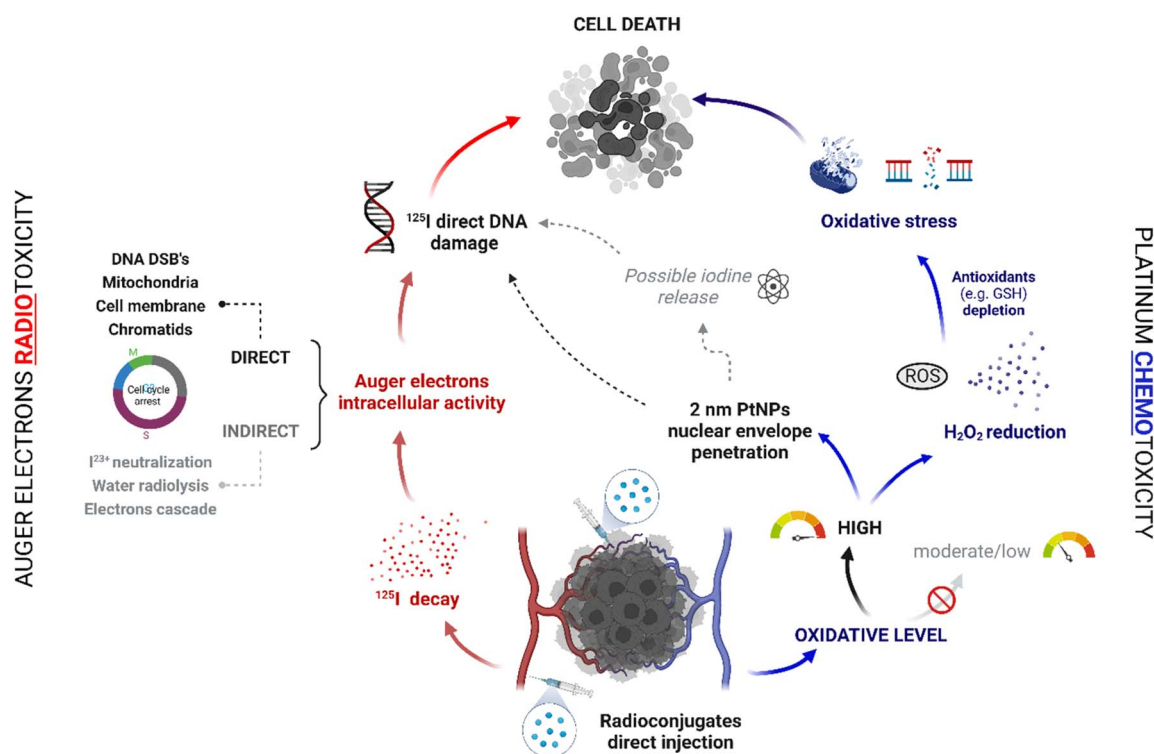 CELL DEATH
AUGER ELECTRONS RADIOTOXICITY
¹²⁵I direct DNA
damage
Oxidative stress
PLATINUM CHEMOTOXICITY
DNA DSB's
Mitochondria
Cell membrane
Chromatids
Possible iodine
release
Antioxidants
(e.g. GSH)
depletion
M
G2
Cell cycle
arrest
S
DIRECT
INDIRECT
Auger electrons
intracellular activity
ROS
H₂O₂ reduction
2 nm PtNPs
nuclear envelope
penetration
I²³⁺ neutralization
Water radiolysis
Electrons cascade
HIGH
moderate/low
¹²⁵I decay
OXIDATIVE LEVEL
Radioconjugates
direct injection